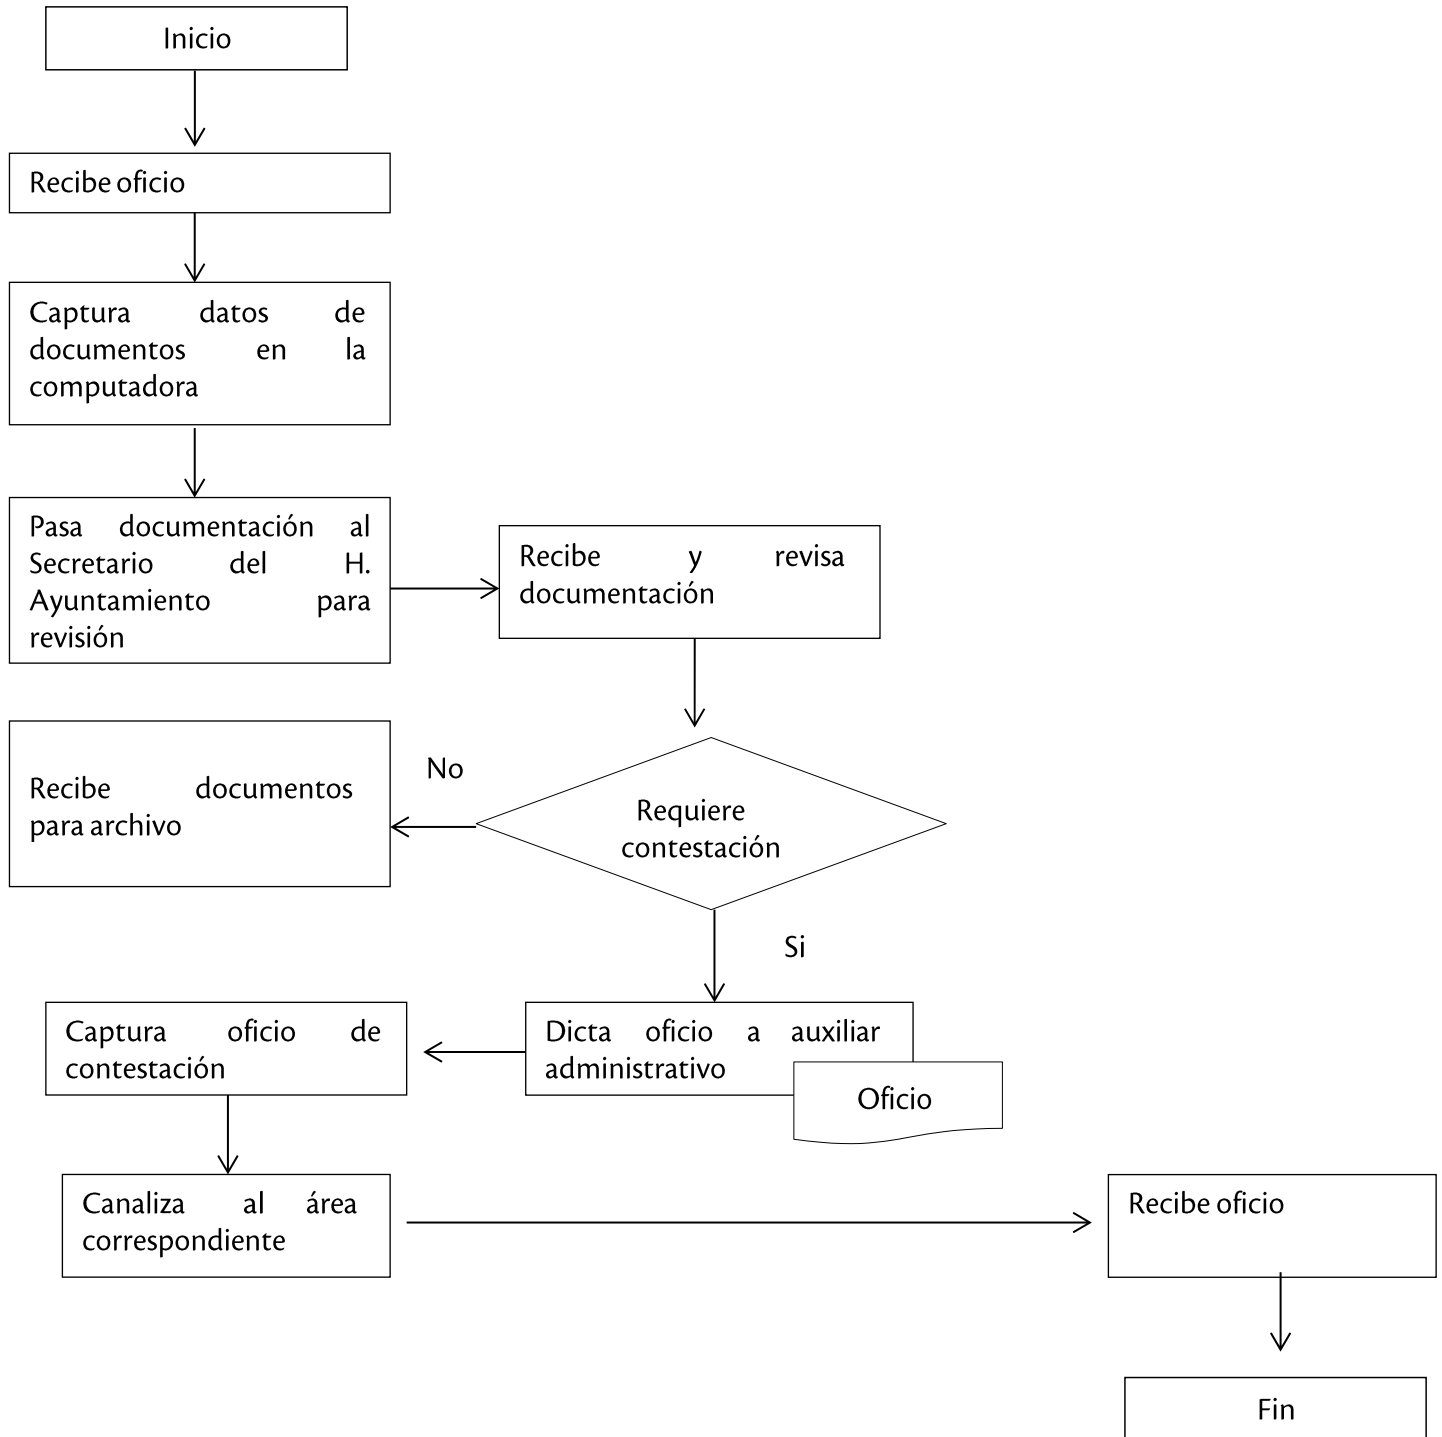 Inicio
Recibe oficio
Captura datos de
documentos en la
computadora
Pasa documentación al
Secretario del H.
Ayuntamiento para
revisión
Recibe y revisa
documentación
No
Recibe documentos
para archivo
Requiere
contestación
Si
Captura oficio de
contestación
Dicta oficio a auxiliar
administrativo
Oficio
Canaliza al área
correspondiente
Recibe oficio
Fin